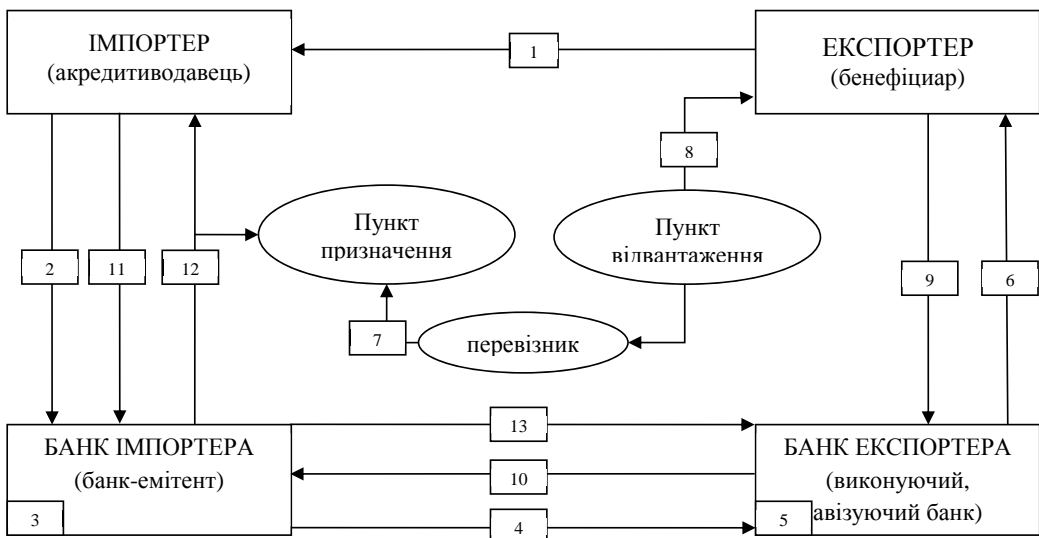 ІМПОРТЕР
(акредитиводавець)
1
ЕКСПОРТЕР
(бенефіциар)
8
Пункт
призначення
Пункт
відвантаження
2
11
12
9
6
7
перевізник
13
БАНК ІМПОРТЕРА
(банк-емітент)
3
10
4
БАНК ЕКСПОРТЕРА
(виконуючий,
авізуючий банк)
5